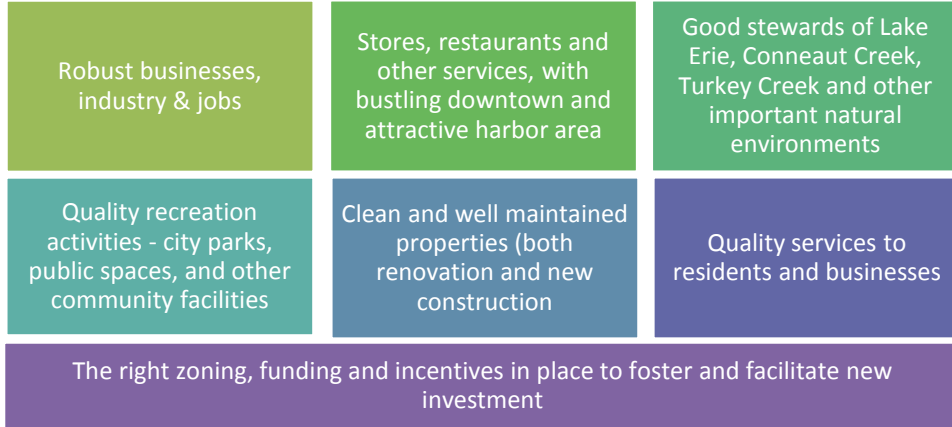 Robust businesses,
industry & jobs
Stores, restaurants and
other services, with
bustling downtown and
attractive harbor area
Good stewards of Lake
Erie, Conneaut Creek,
Turkey Creek and other
important natural
environments
Quality recreation
activities - city parks,
public spaces, and other
community facilities
Clean and well maintained
properties (both
renovation and new
construction
Quality services to
residents and businesses
The right zoning, funding and incentives in place to foster and facilitate new
investment